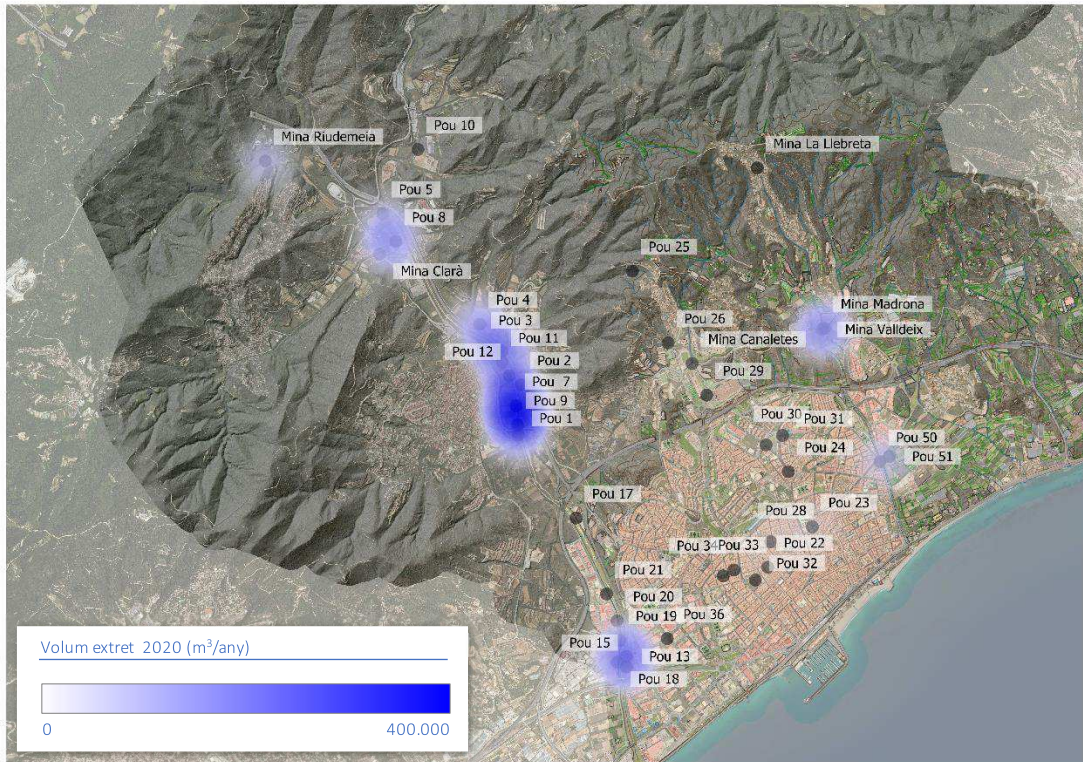 Pou 10
Mina Riudemeia
Mina La Llebreta
Pou 5
Pou 8
Pou 25
Mina Clarà
Pou 4
Mina Madrona
Pou 3
Pou 26
Mina Valldeix
Pou 11
Mina Canaletes
Pou 12
Pou 2
Pou 29
Pou 7
Pou 9
Pou 1
Pou 30
Pou 31
Pou 50
Pou 24
Pou 51
Pou 17
Pou 23
Pou 28
Pou 34
Pou 33
Pou 22
Pou 32
Pou 21
Pou 20
Pou 19
Pou 36
Pou 15
Pou 13
Pou 18
Volum extret 2020 (m³/any)
0
400.000